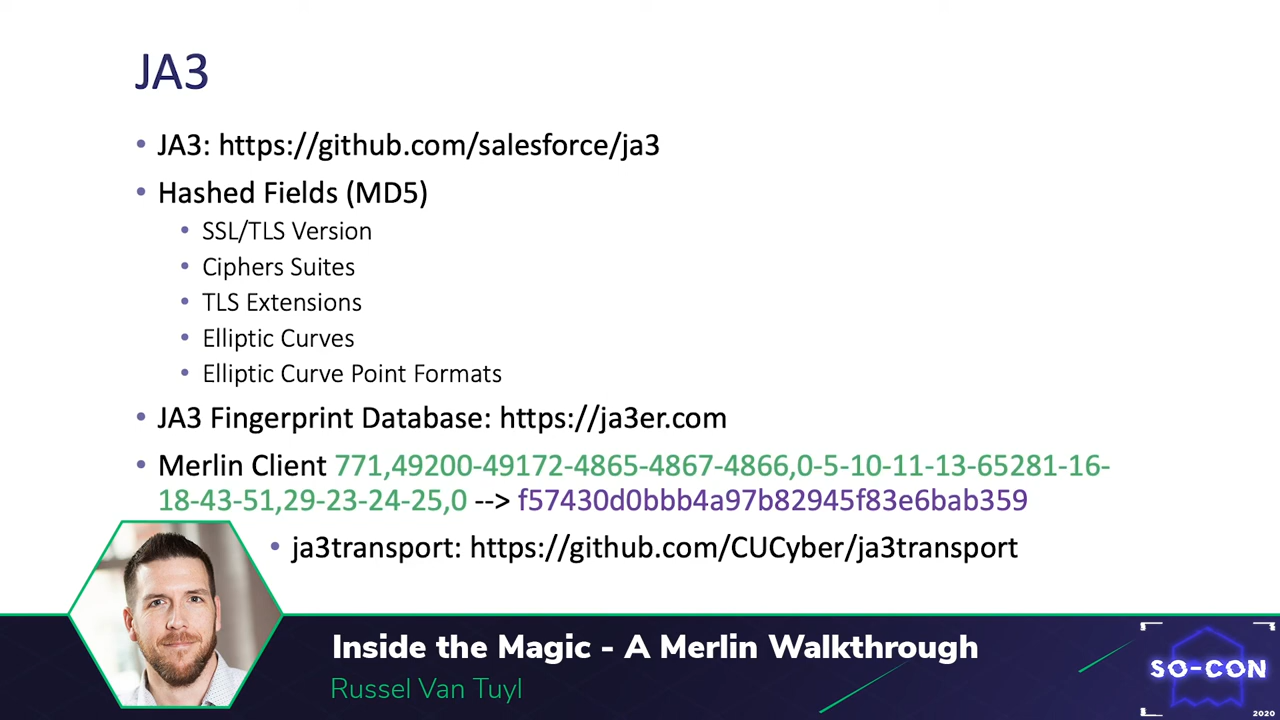 JA3
• JA3: https://github.com/salesforce/ja3
• Hashed Fields (MD5)
• SSL/TLS Version
• Ciphers Suites
• TLS Extensions
• Elliptic Curves
• Elliptic Curve Point Formats
• JA3 Fingerprint Database: https://ja3er.com
• Merlin Client 771,49200-49172-4865-4867-4866,0-5-10-11-13-65281-16-
18-43-51,29-23-24-25,0 --> f57430d0bbb4a97b82945f83e6bab359
• ja3transport: https://github.com/CUCyber/ja3transport
Inside the Magic - A Merlin Walkthrough
Russel Van Tuyl
SO-CON
2020